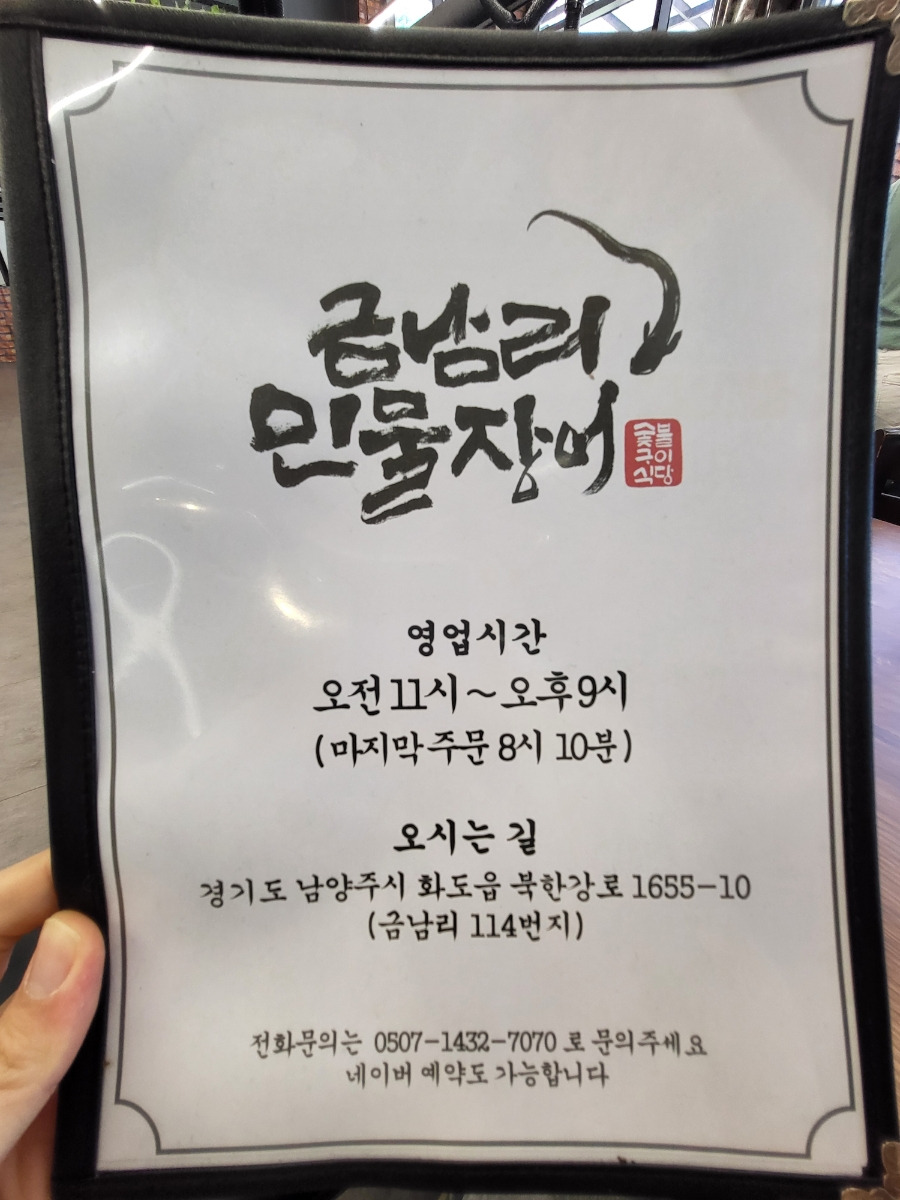 금남리
민물장어
숯불
구이
식당
영업시간
오전 11시 ~ 오후 9시
(마지막 주문 8시 10분)
오시는 길
경기도 남양주시 화도읍 북한강로 1655-10
(금남리 114번지)
전화문의는 0507-1432-7070 로 문의주세요
네이버 예약도 가능합니다